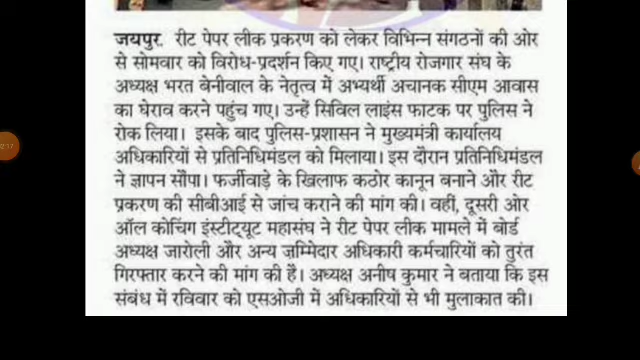 जयपुर. रीट पेपर लीक प्रकरण को लेकर विभिन्न संगठनों की ओर
से सोमवार को विरोध-प्रदर्शन किए गए। राष्ट्रीय रोजगार संघ के
अध्यक्ष भरत बेनीवाल के नेतृत्व में अभ्यर्थी अचानक सीएम आवास
का घेराव करने पहुंच गए। उन्हें सिविल लाइंस फाटक पर पुलिस ने
रोक लिया। इसके बाद पुलिस-प्रशासन ने मुख्यमंत्री कार्यालय
अधिकारियों से प्रतिनिधिमंडल को मिलाया। इस दौरान प्रतिनिधिमंडल
ने ज्ञापन सौंपा। फर्जीवाड़े के खिलाफ कठोर कानून बनाने और रीट
प्रकरण की सीबीआई से जांच कराने की मांग की। वहीं, दूसरी ओर
ऑल कोचिंग इंस्टीट्यूट महासंघ ने रीट पेपर लीक मामले में बोर्ड
अध्यक्ष जारोली और अन्य जिम्मेदार अधिकारी कर्मचारियों को तुरंत
गिरफ्तार करने की मांग की है। अध्यक्ष अनीष कुमार ने बताया कि इस
संबंध में रविवार को एसओजी में अधिकारियों से भी मुलाकात की।